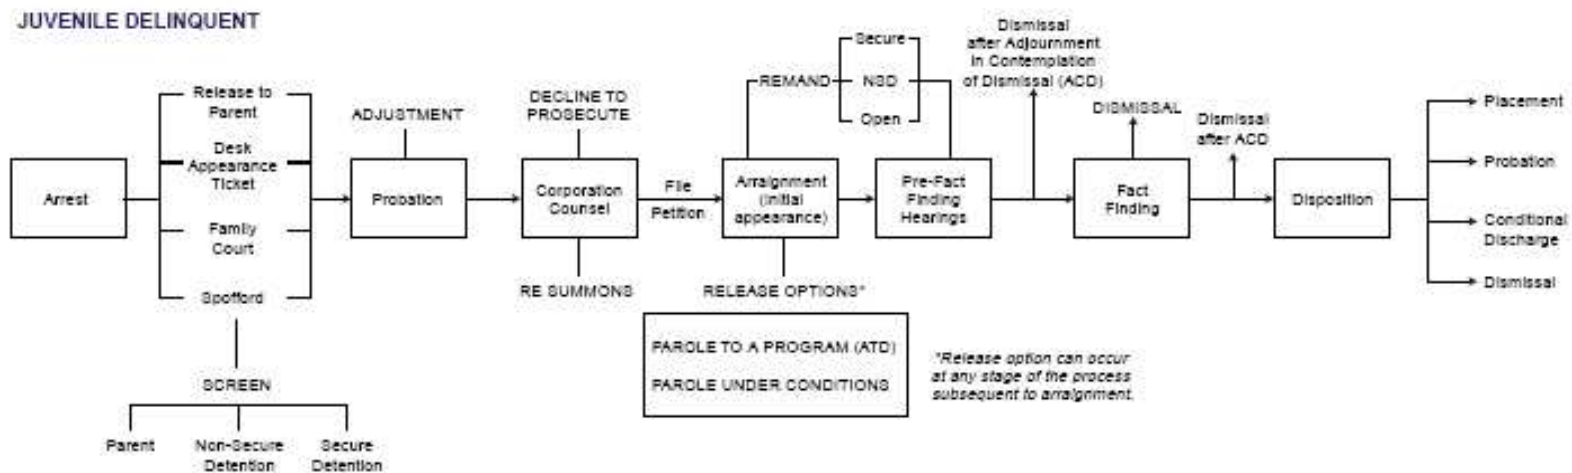 JUVENILE DELINQUENT
Arrest
Release to
Parent
Desk
Appearance
Ticket
Family
Court
Spofford
SCREEN
Parent
Non-Secure
Detention
Secure
Detention
ADJUSTMENT
Probation
DECLINE TO
PROSECUTE
Corporation
Counsel
RE SUMMONS
File
Petition
REMAND
Secure
NSD
Open
Arraignment
(Initial
appearance)
RELEASE OPTIONS*
PAROLE TO A PROGRAM (ATD)
PAROLE UNDER CONDITIONS
*Release option can occur
at any stage of the process
subsequent to arraignment.
Pre-Fact
Finding
Hearings
Dismissal
after Adjournment
in Contemplation
of Dismissal (ACD)
DISMISSAL
Fact
Finding
Dismissal
after ACD
Disposition
Placement
Probation
Conditional
Discharge
Dismissal